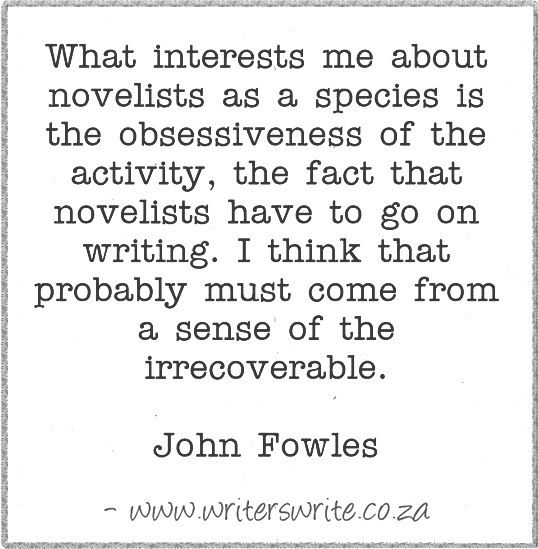 What interests me about
novelists as a species is
the obsessiveness of the
activity, the fact that
novelists have to go on
writing. I think that
probably must come from
a sense of the
irrecoverable.
John Fowles
- www.writerswrite.co.za